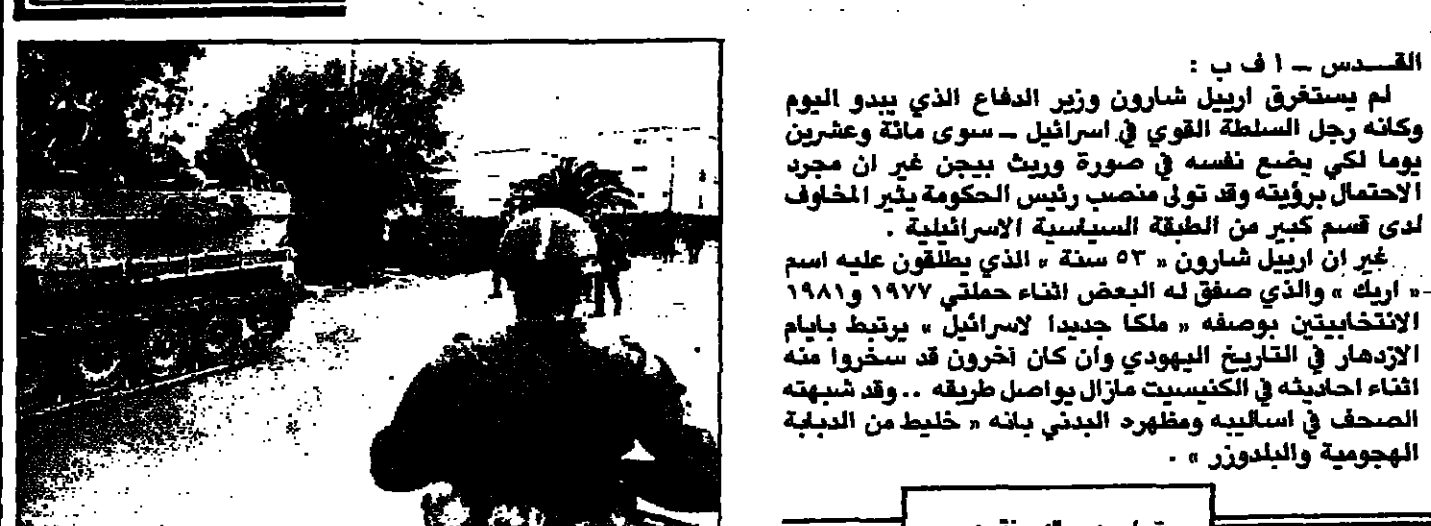 القـــدس ــ ا ف ب :
لم يستغرق ارييل شارون وزير الدفاع الذي يبدو اليوم
وكانه رجل السلطة القوي في اسرائيل ــ سوى مائة وعشرين
يوما لكي يضع نفسه في صورة وريث بيجن غير ان مجرد
الاحتمال برؤيته وقد تولى منصب رئيس الحكومة يثير المخاوف
لدى قسم كبير من الطبقة السياسية الاسرائيلية .
غير ان ارييل شارون « ٥٣ سنة » الذي يطلقون عليه اسم
« اريك » والذي صفق له البعض اثناء حملتي ١٩٧٧ و١٩٨١
الانتخابيتين بوصفه « ملكا جديدا لاسرائيل » يرتبط بايام
الازدهار في التاريخ اليهودي وان كان آخرون قد سخروا منه
اثناء احاديثه في الكنيسيت مازال يواصل طريقه .. وقد شبهته
الصحف في اساليبه ومظهره البدني بانه « خليط من الدبابة
الهجومية والبلدوزر » .